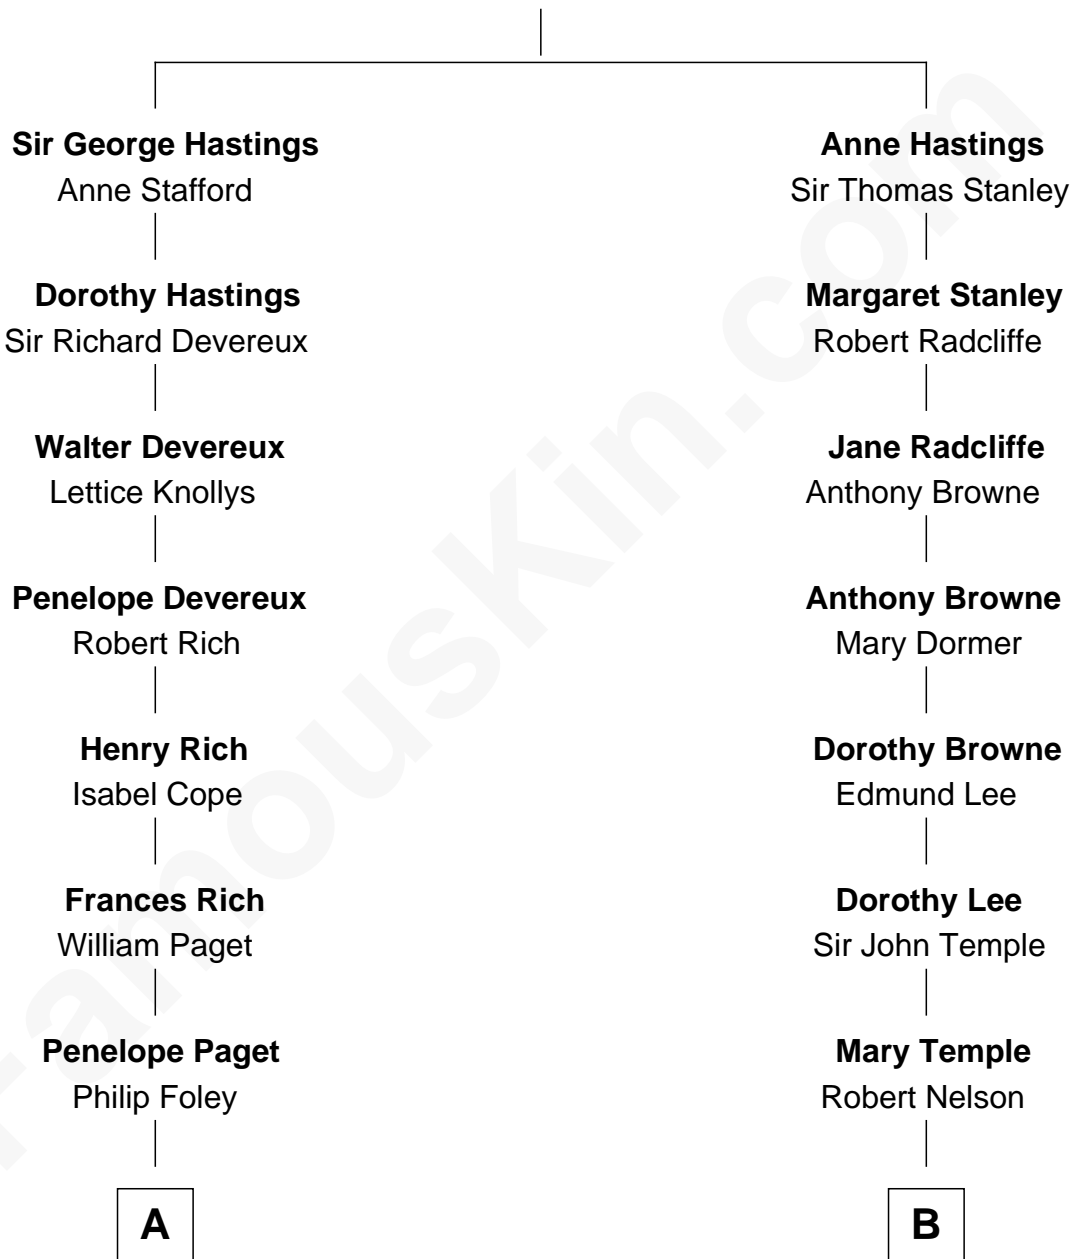 Sir George Hastings
Anne Stafford
Dorothy Hastings
Sir Richard Devereux
Walter Devereux
Lettice Knollys
Penelope Devereux
Robert Rich
Henry Rich
Isabel Cope
Frances Rich
William Paget
Penelope Paget
Philip Foley
A
Anne Hastings
Sir Thomas Stanley
Margaret Stanley
Robert Radcliffe
Jane Radcliffe
Anthony Browne
Anthony Browne
Mary Dormer
Dorothy Browne
Edmund Lee
Dorothy Lee
Sir John Temple
Mary Temple
Robert Nelson
B
FamousKin.com